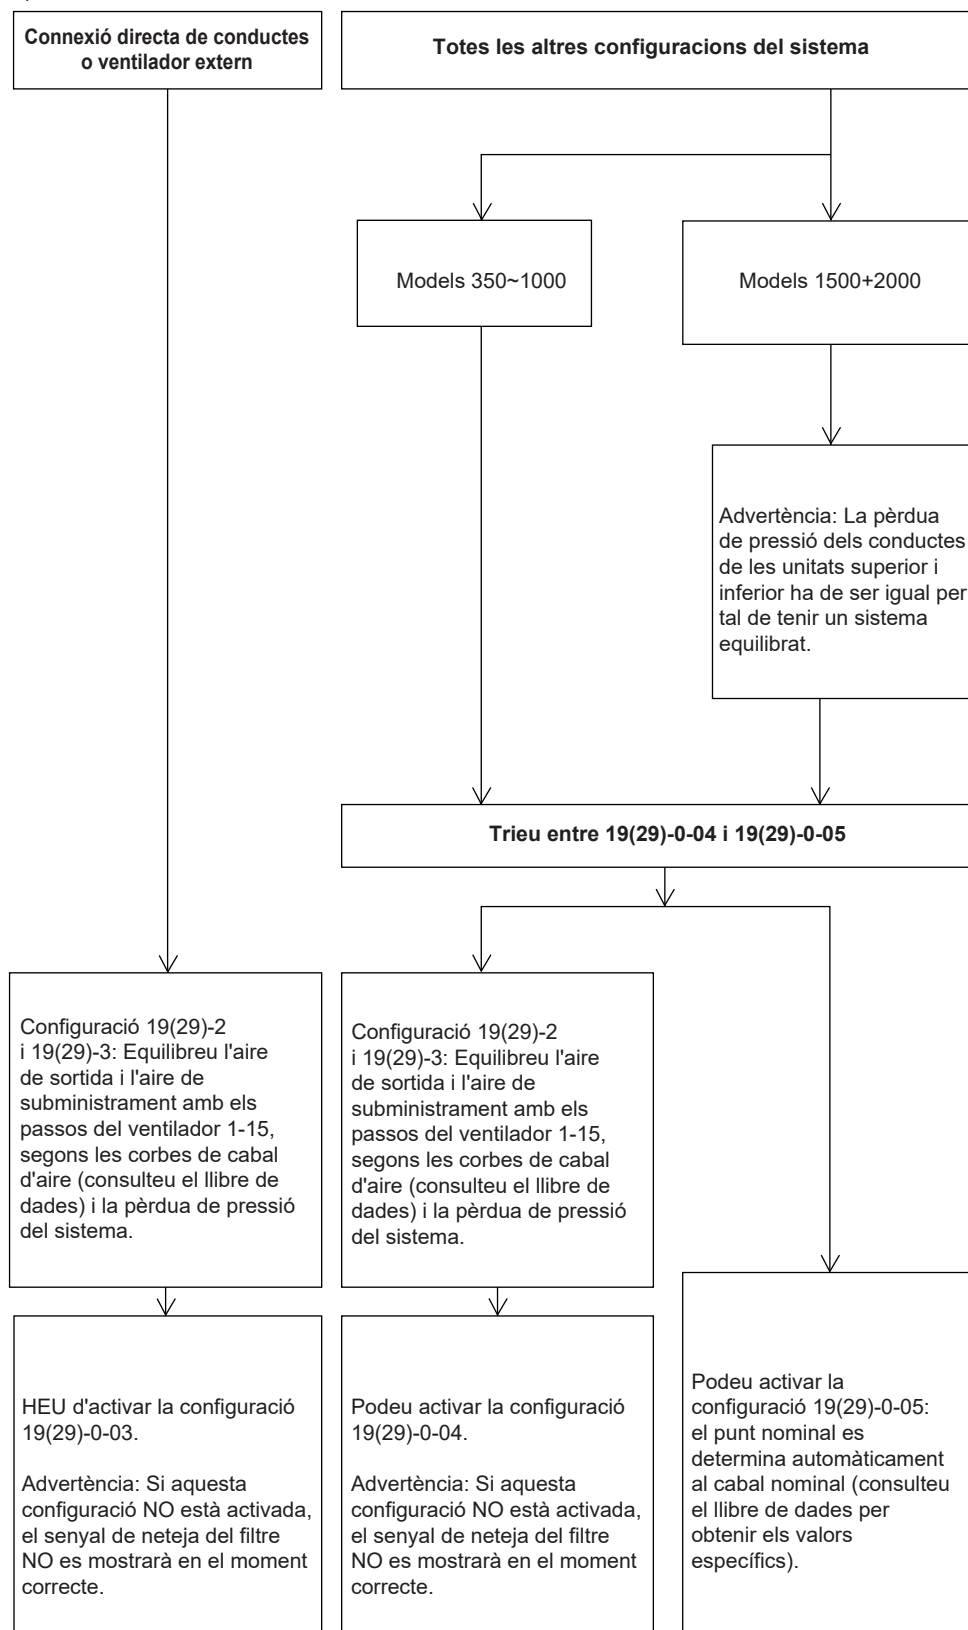 Connexió directa de conductes
o ventilador extern
Totes les altres configuracions del sistema
Models 350~1000
Models 1500+2000
Advertència: La pèrdua
de pressió dels conductes
de les unitats superior i
inferior ha de ser igual per
tal de tenir un sistema
equilibrat.
Trieu entre 19(29)-0-04 i 19(29)-0-05
Configuració 19(29)-2
i 19(29)-3: Equilibreu l'aire
de sortida i l'aire de
subministrament amb els
passos del ventilador 1-15,
segons les corbes de cabal
d'aire (consulteu el llibre de
dades) i la pèrdua de pressió
del sistema.
Configuració 19(29)-2
i 19(29)-3: Equilibreu l'aire
de sortida i l'aire de
subministrament amb els
passos del ventilador 1-15,
segons les corbes de cabal
d'aire (consulteu el llibre de
dades) i la pèrdua de pressió
del sistema.
HEU d'activar la configuració
19(29)-0-03.
Advertència: Si aquesta
configuració NO està activada,
el senyal de neteja del filtre
NO es mostrarà en el moment
correcte.
Podeu activar la configuració
19(29)-0-04.
Advertència: Si aquesta
configuració NO està activada,
el senyal de neteja del filtre
NO es mostrarà en el moment
correcte.
Podeu activar la
configuració 19(29)-0-05:
el punt nominal es
determina automàticament
al cabal nominal (consulteu
el llibre de dades per
obtenir els valors
específics).